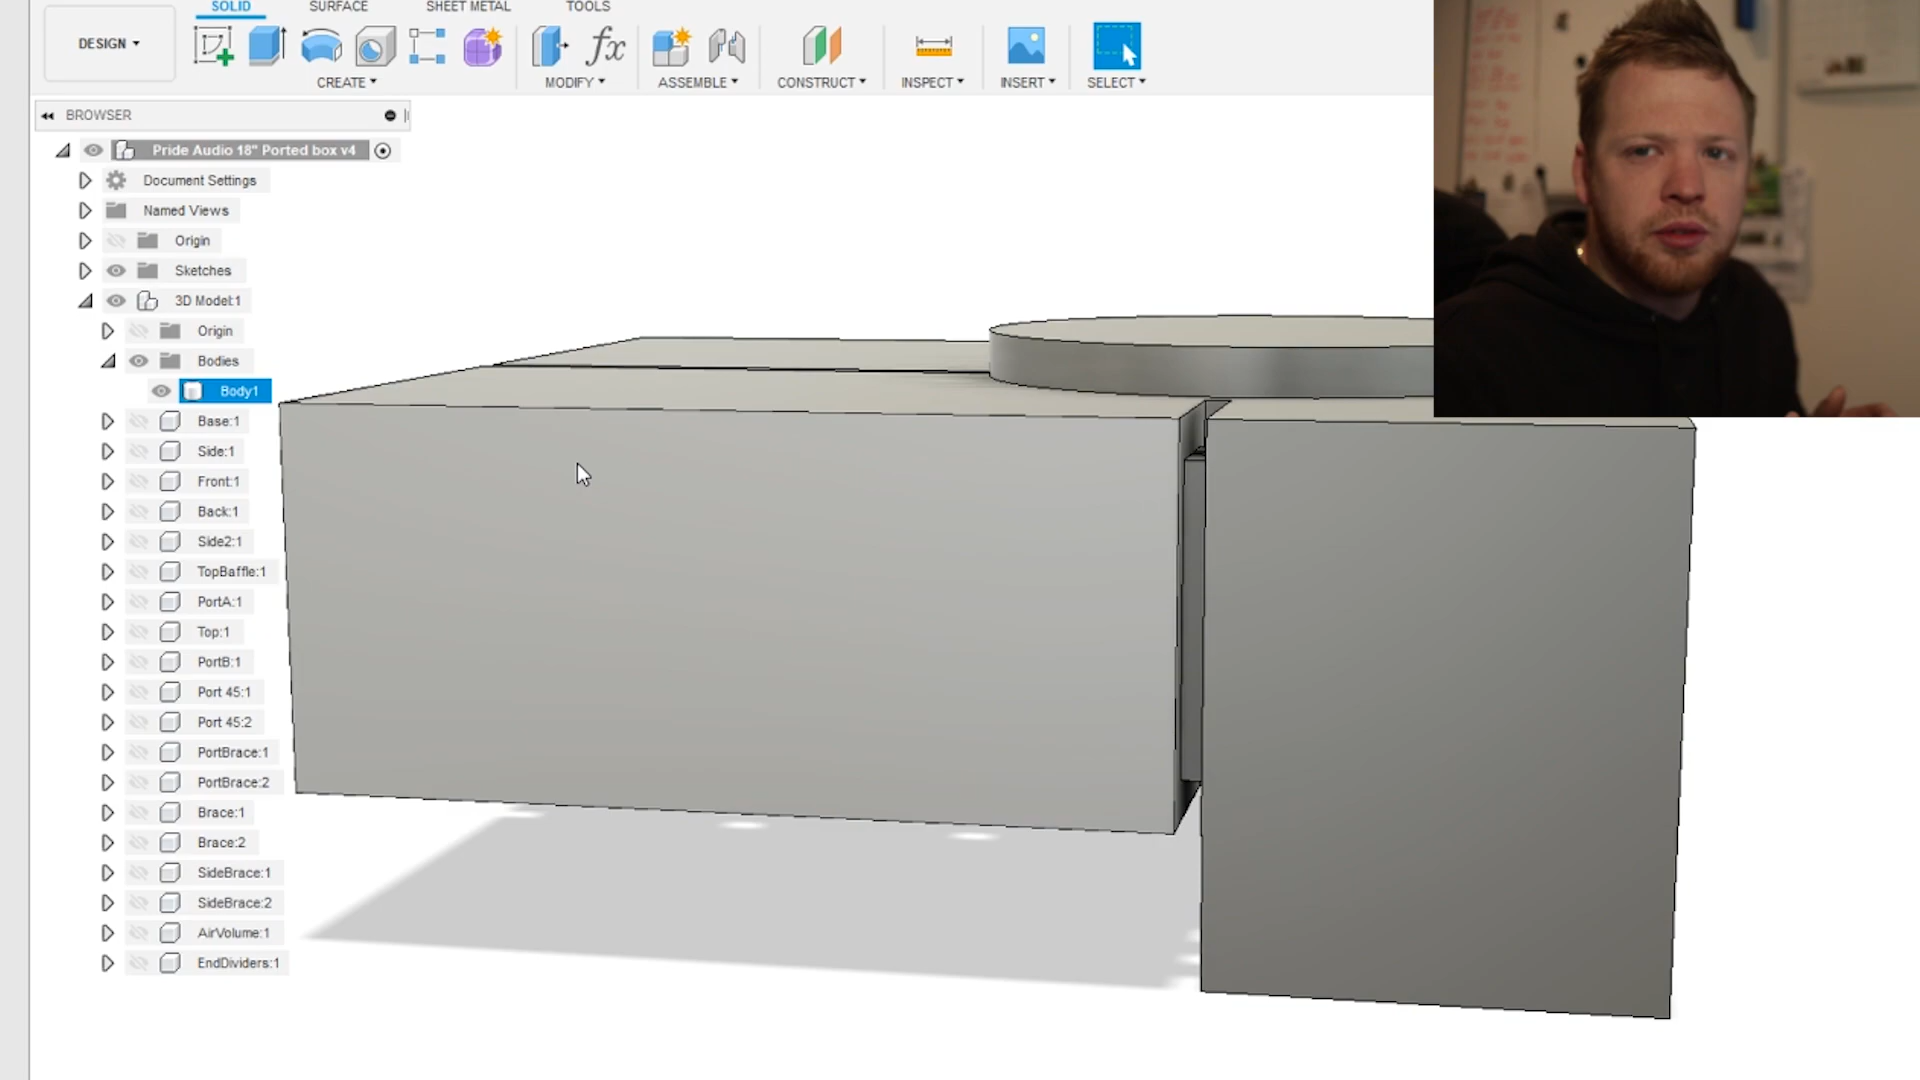 SOLID SURFACE SHEET METAL TOOLS
DESIGN
CREATE MODIFY ASSEMBLE CONSTRUCT INSPECT INSERT SELECT
BROWSER
Pride Audio 18" Ported box v4
Document Settings
Named Views
Origin
Sketches
3D Model:1
Origin
Bodies
Body1
Base:1
Side:1
Front:1
Back:1
Side2:1
TopBaffle:1
PortA:1
Top:1
PortB:1
Port 45:1
Port 45:2
PortBrace:1
PortBrace:2
Brace:1
Brace:2
SideBrace:1
SideBrace:2
AirVolume:1
EndDividers:1